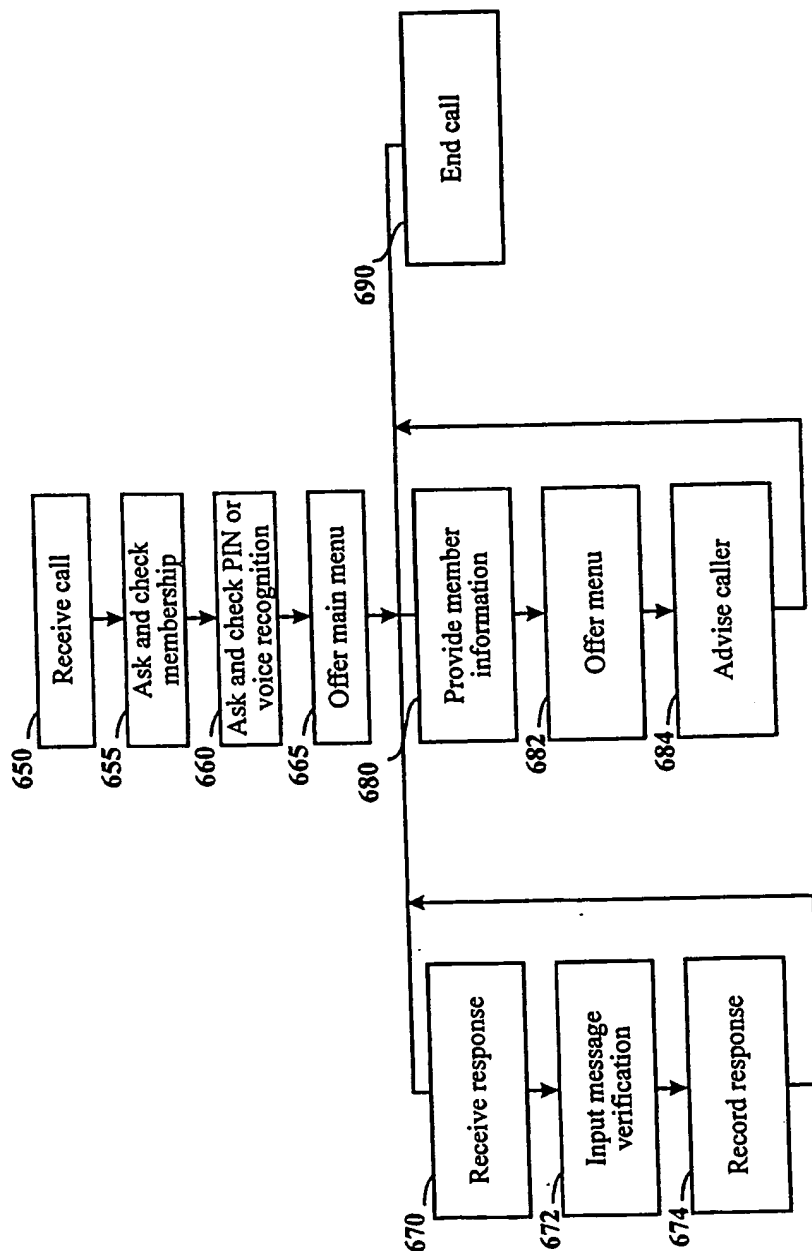 650
Receive call
655
Ask and check
membership
660
Ask and check PIN or
voice recognition
665
Offer main menu
670
Receive response
672
Input message
verification
674
Record response
680
Provide member
information
682
Offer menu
684
Advise caller
690
End call